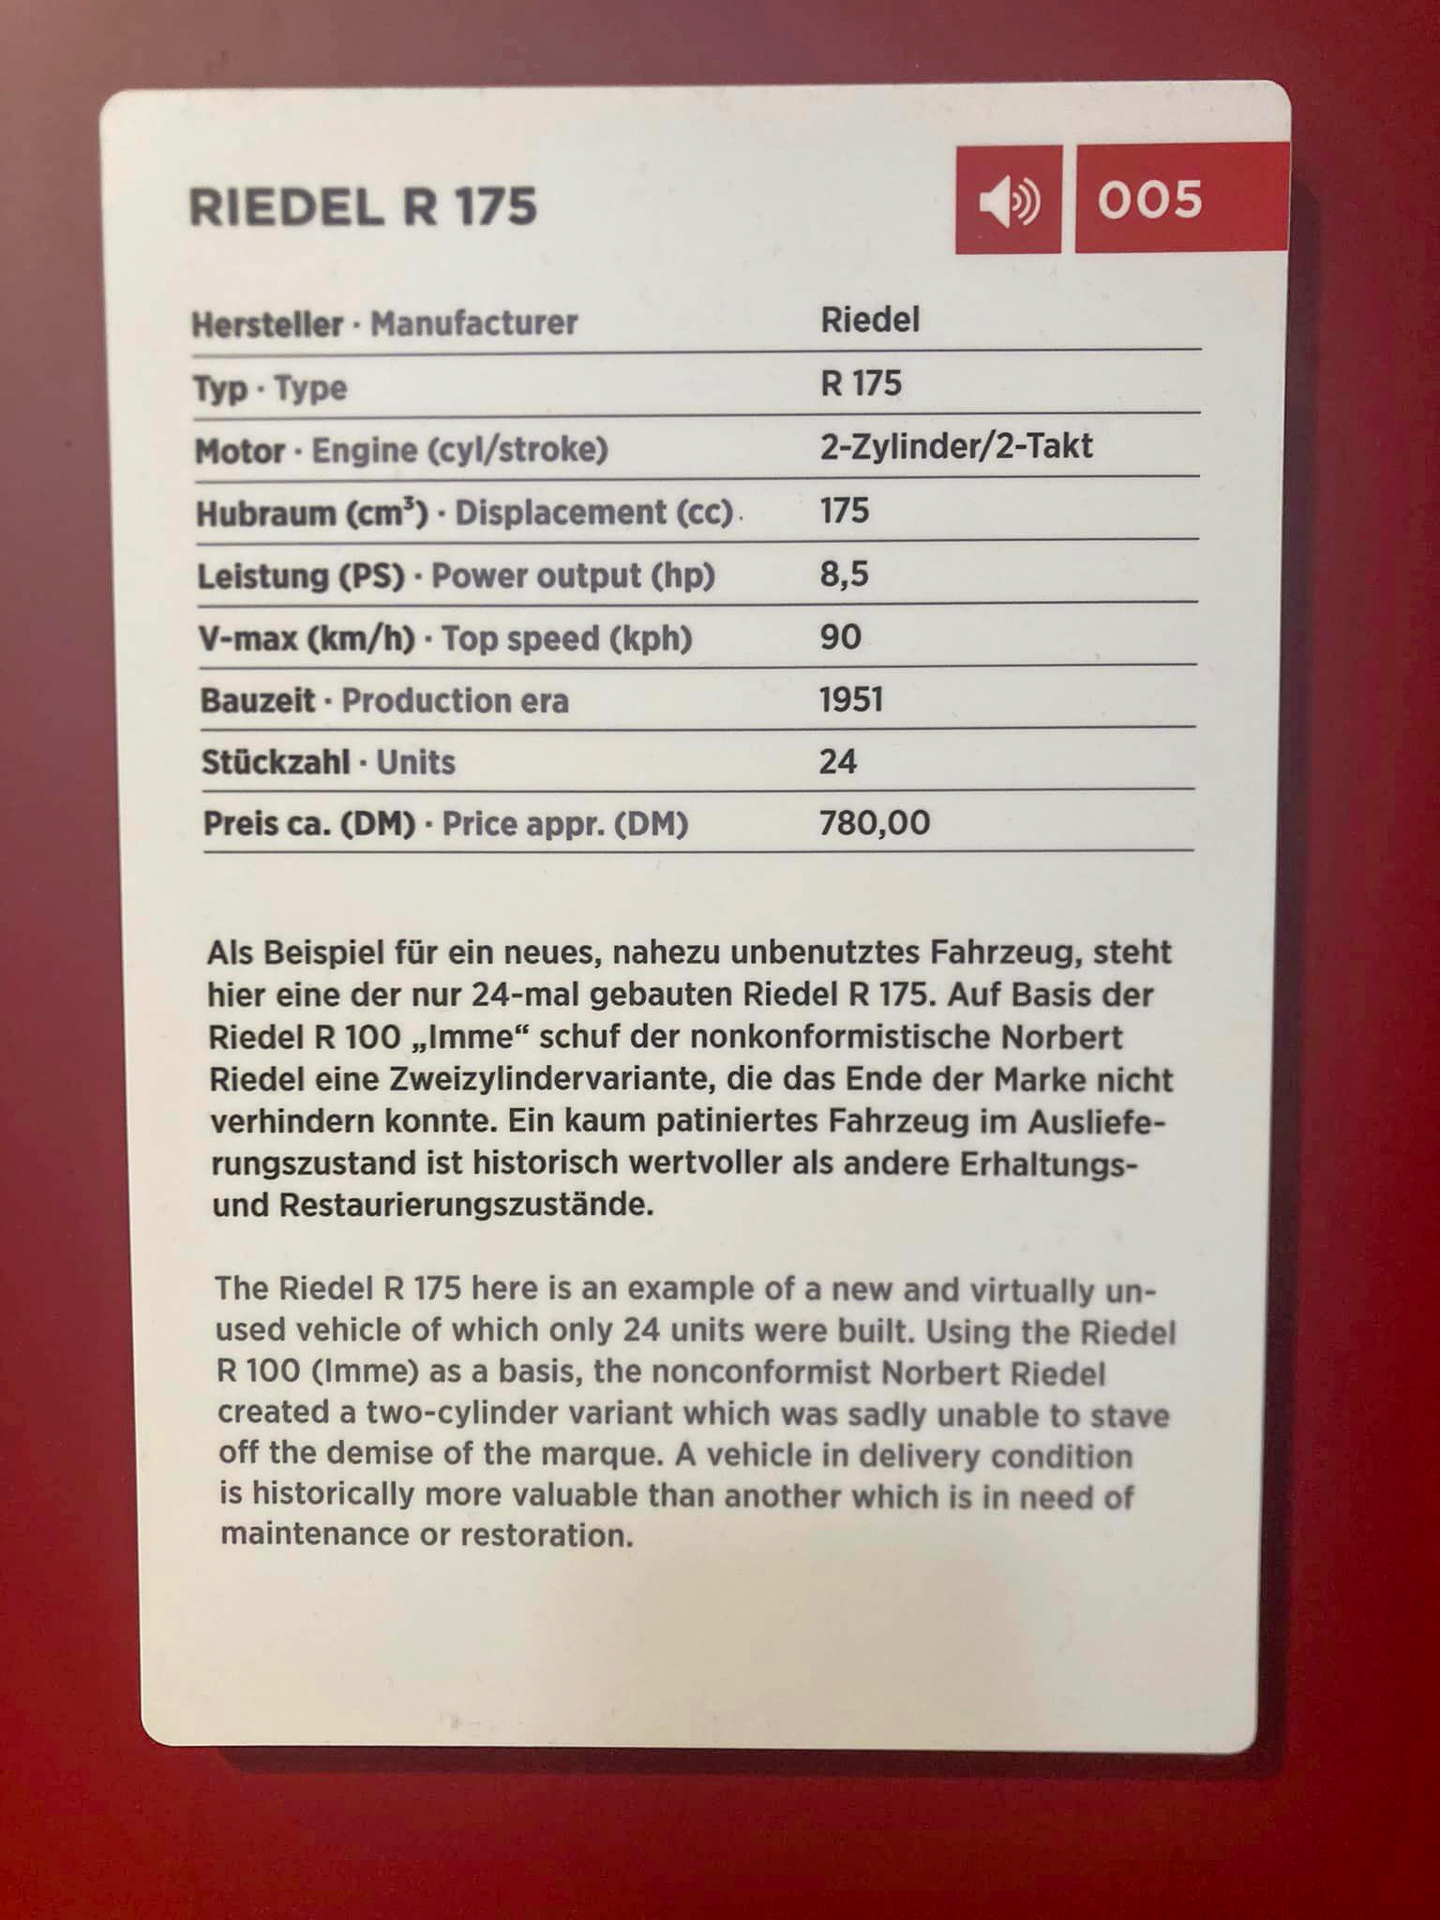 RIEDEL R 175
005
Hersteller · Manufacturer Riedel
Typ · Type R 175
Motor · Engine (cyl/stroke) 2-Zylinder/2-Takt
Hubraum (cm³) · Displacement (cc). 175
Leistung (PS) · Power output (hp) 8,5
V-max (km/h) · Top speed (kph) 90
Bauzeit · Production era 1951
Stückzahl · Units 24
Preis ca. (DM) · Price appr. (DM) 780,00
Als Beispiel für ein neues, nahezu unbenutztes Fahrzeug, steht
hier eine der nur 24-mal gebauten Riedel R 175. Auf Basis der
Riedel R 100 „Imme“ schuf der nonkonformistische Norbert
Riedel eine Zweizylindervariante, die das Ende der Marke nicht
verhindern konnte. Ein kaum patiniertes Fahrzeug im Ausliefe-
rungszustand ist historisch wertvoller als andere Erhaltungs-
und Restaurierungszustände.
The Riedel R 175 here is an example of a new and virtually un-
used vehicle of which only 24 units were built. Using the Riedel
R 100 (Imme) as a basis, the nonconformist Norbert Riedel
created a two-cylinder variant which was sadly unable to stave
off the demise of the marque. A vehicle in delivery condition
is historically more valuable than another which is in need of
maintenance or restoration.